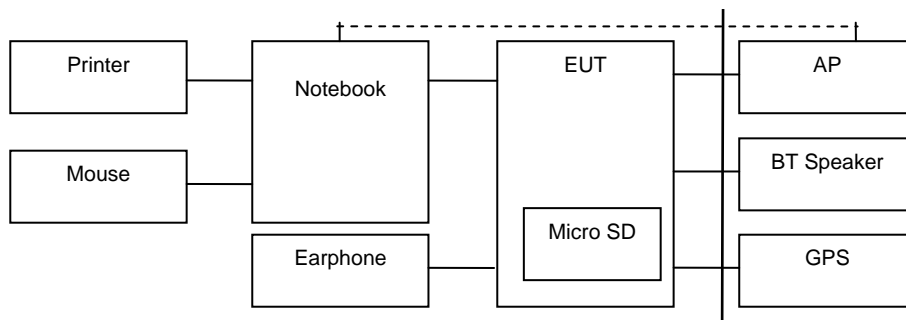 Printer
Notebook
EUT
AP
Mouse
BT Speaker
Micro SD
Earphone
GPS